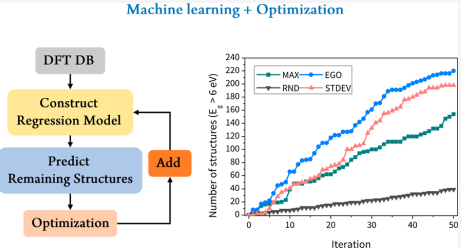 Machine learning + Optimization
DFT DB
Construct
Regression Model
Predict
Remaining Structures
Add
Optimization
Number of structures (Eg > 6 eV)
240
220
200
180
160
140
120
100
80
60
40
20
0
MAX
EGO
RND
STDEV
0
10
20
30
40
50
Iteration